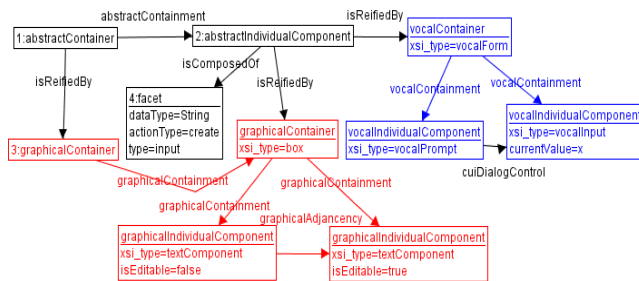 abstractContainment
isReifiedBy
1:abstractContainer
2:abstractIndividualComponent
vocalContainer
xsi_type=vocalForm
isComposedOf
isReifiedBy
isReifiedBy
vocalContainment
vocalContainment
4:facet
dataType=String
actionType=create
type=input
vocalIndividualComponent
xsi_type=vocalInput
currentValue=x
graphicalContainer
xsi_type=box
vocalIndividualComponent
xsi_type=vocalPrompt
3:graphicalContainer
cuiDialogControl
graphicalContainment
graphicalContainment
graphicalContainment
graphicalAdjancency
graphicalIndividualComponent
xsi_type=textComponent
isEditable=false
graphicalIndividualComponent
xsi_type=textComponent
isEditable=true